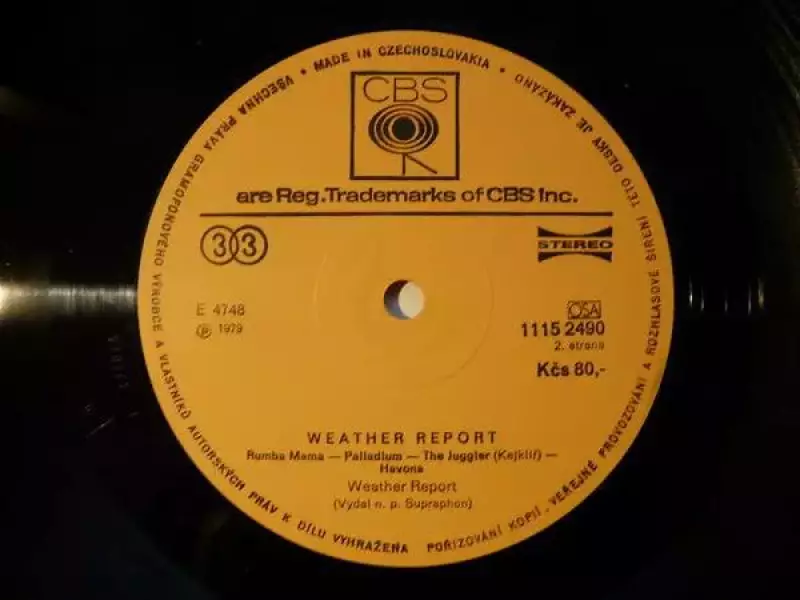 • MADE IN CZECHOSLOVAKIA •
VŠECHNA PRÁVA GRAMOFONOVÉHO VÝROBCE A VLASTNÍKŮ AUTORSKÝCH PRÁV K DÍLU VYHRAŽENA
POŘIZOVÁNÍ KOPIÍ, VEŘEJNÉ PROVOZOVÁNÍ A ROZHLASOVÉ ŠÍŘENÍ TÉTO DESKY JE ZAKÁZÁNO
CBS
are Reg.Trademarks of CBS Inc.
33
STEREO
E 4748
Ⓟ 1979
OSA
1115 2490
2. strana
Kčs 80,-
WEATHER REPORT
Rumba Mama — Palladium — The Juggler (Kejklíř) —
Havona
Weather Report
(Vydal n. p. Supraphon)